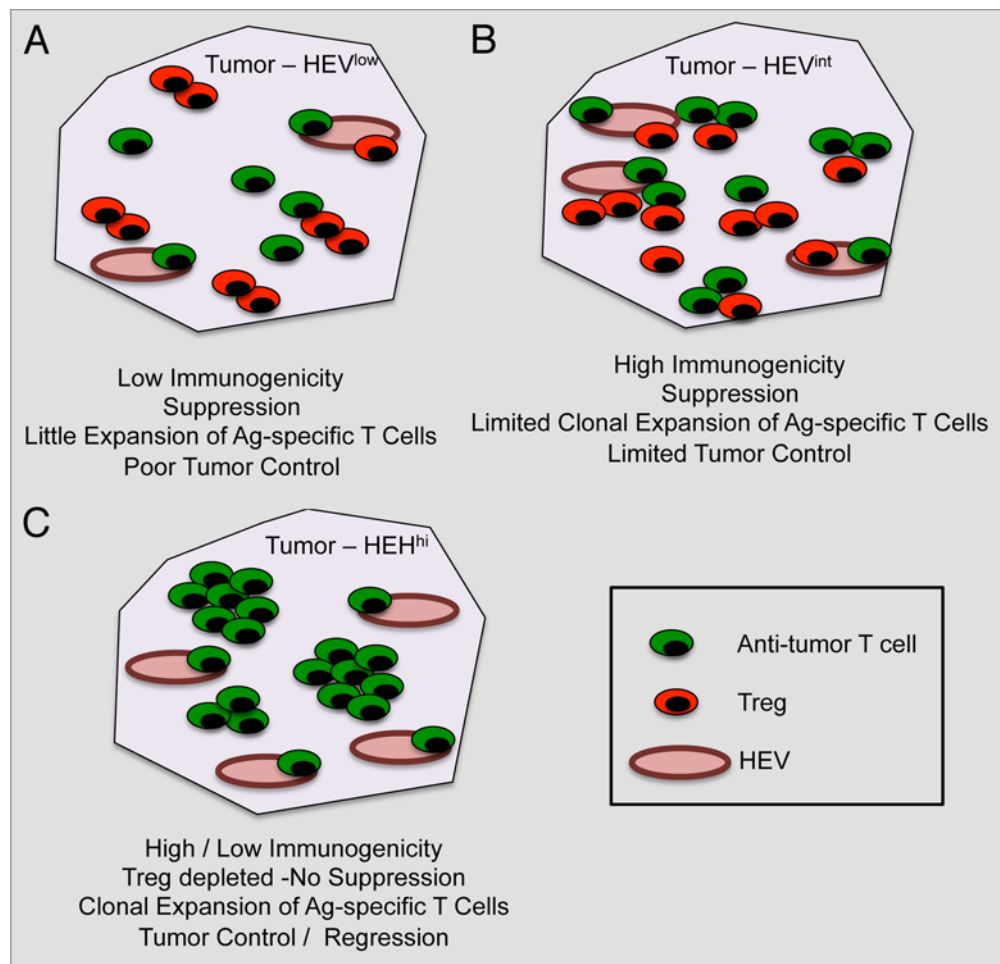 A
Tumor – HEVlow
Low Immunogenicity
Suppression
Little Expansion of Ag-specific T Cells
Poor Tumor Control
B
Tumor – HEVint
High Immunogenicity
Suppression
Limited Clonal Expansion of Ag-specific T Cells
Limited Tumor Control
C
Tumor – HEHhi
High / Low Immunogenicity
Treg depleted -No Suppression
Clonal Expansion of Ag-specific T Cells
Tumor Control / Regression
Anti-tumor T cell
Treg
HEV